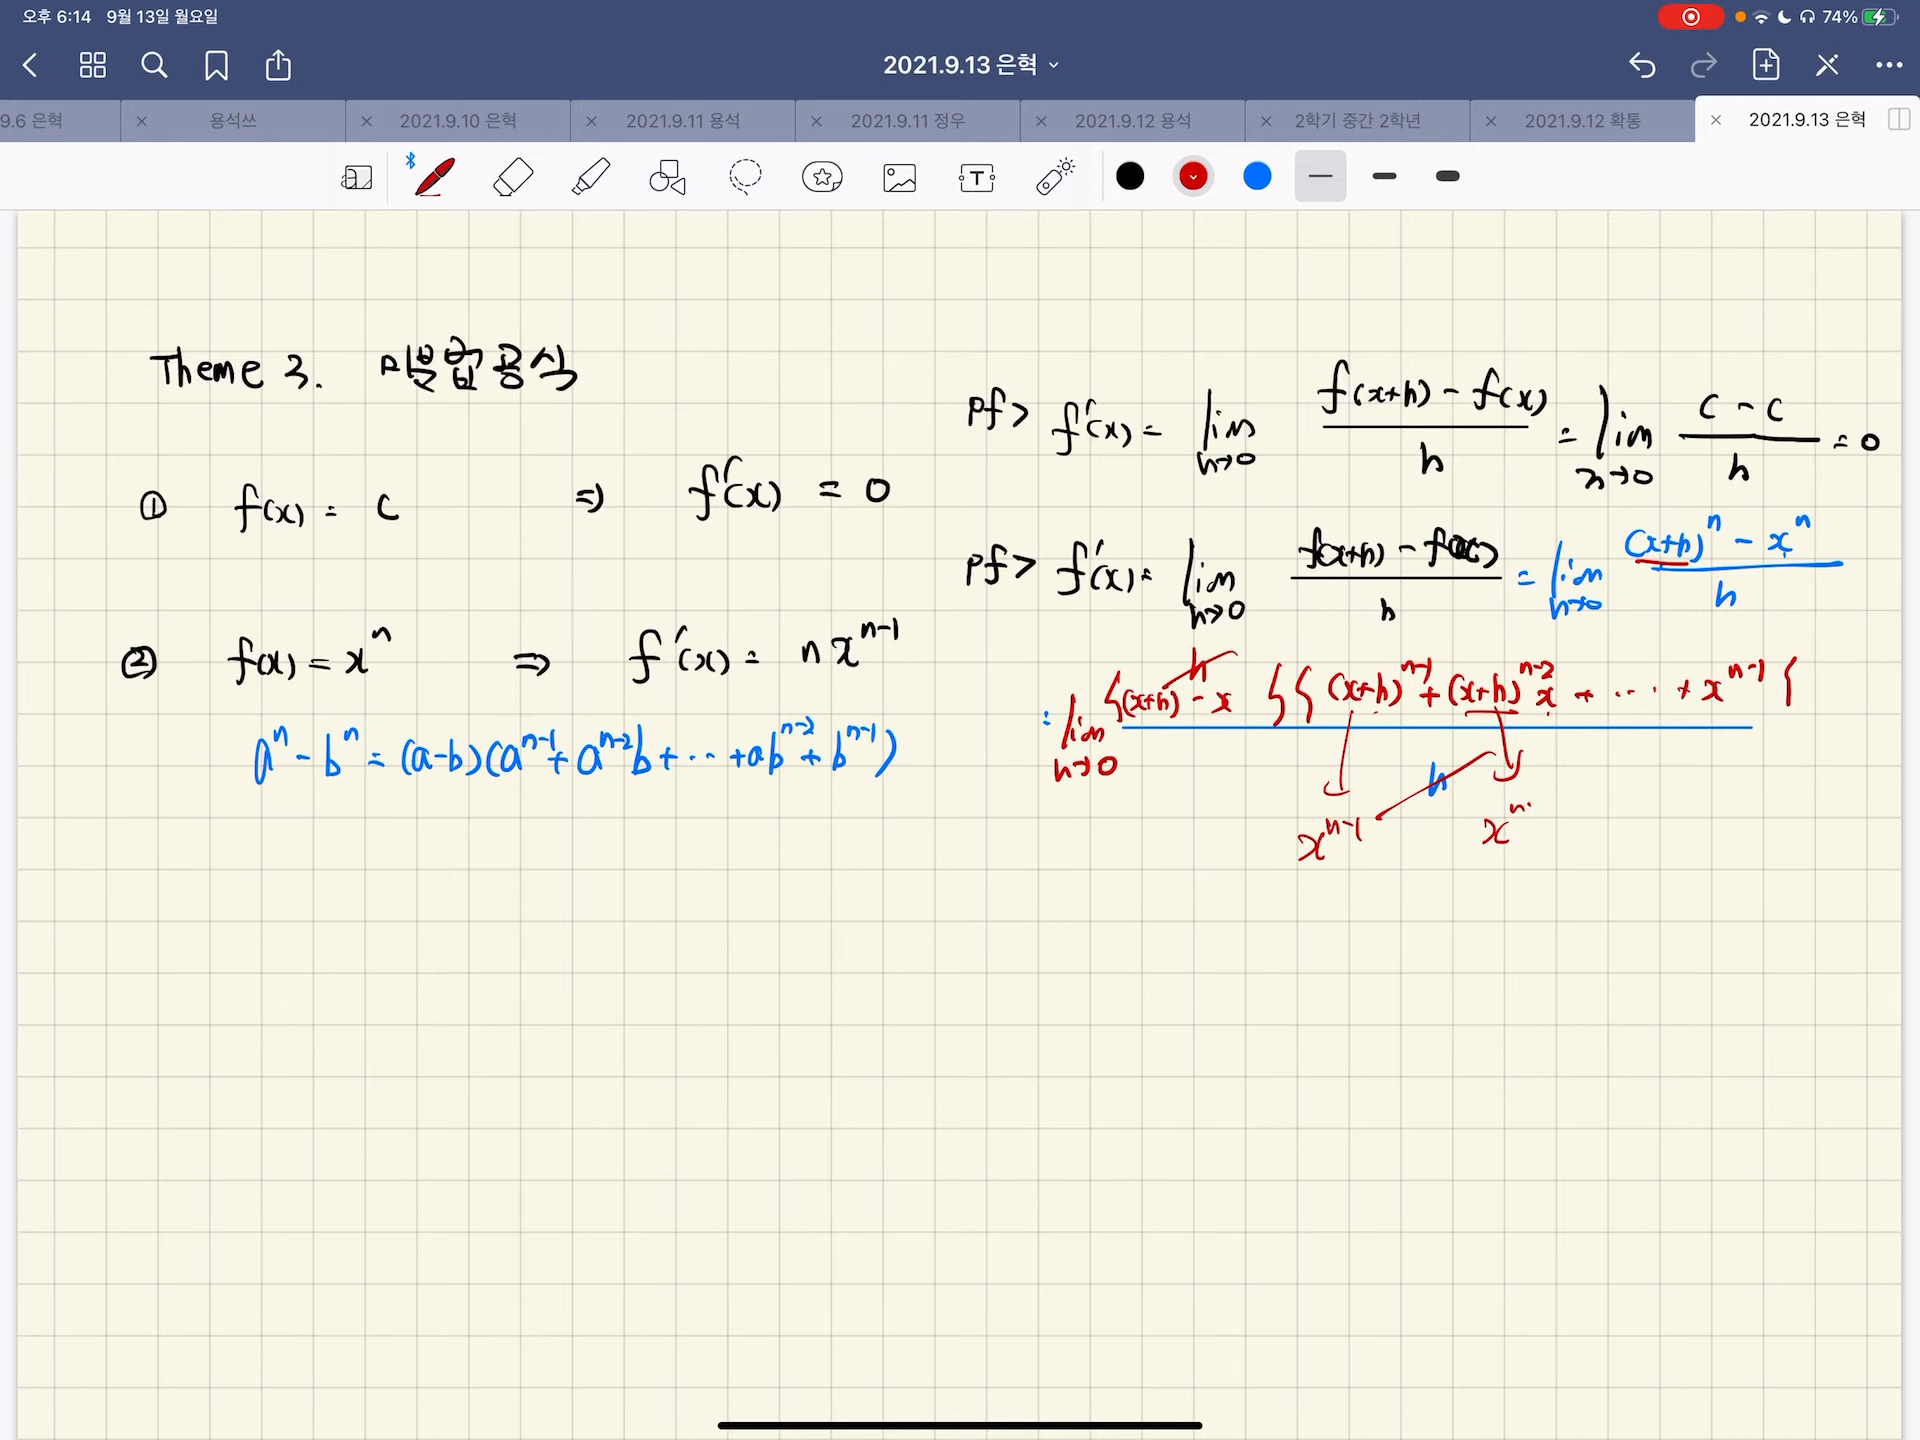 오후 6:14 9월 13일 월요일
74%
2021.9.13 은혁
9.6 은혁
용석쓰
2021.9.10 은혁
2021.9.11 용석
2021.9.11 정우
2021.9.12 용석
2학기 중간 2학년
2021.9.12 확통
2021.9.13 은혁
Theme 3. 미분법 공식
① f(x) = c ⇒ f'(x) = 0
pf> f'(x) = lim h→0 f(x+h) - f(x) / h = lim h→0 c - c / h = 0
② f(x) = x^n ⇒ f'(x) = n x^{n-1}
a^n - b^n = (a-b)(a^{n-1} + a^{n-2}b + ⋯ + ab^{n-2} + b^{n-1})
pf> f'(x) = lim h→0 f(x+h) - f(x) / h = lim h→0 (x+h)^n - x^n / h
h
= lim h→0 {(x+h) - x}{(x+h)^{n-1} + (x+h)^{n-2} x + ⋯ + x^{n-1}} / h
x^{n-1} x^n